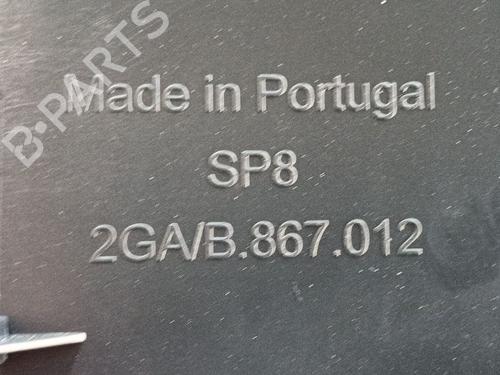 B-PARTS
Made in Portugal
SP8
2GA/B.867.012